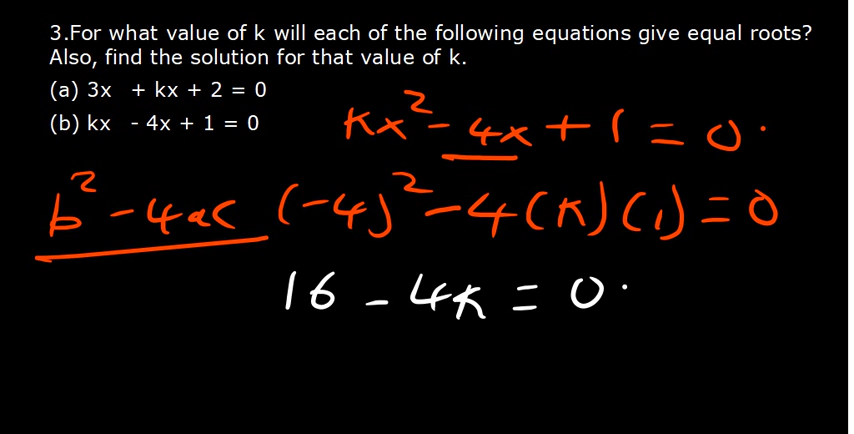 3.For what value of k will each of the following equations give equal roots?
Also, find the solution for that value of k.
(a) 3x   + kx + 2 = 0
(b) kx   - 4x + 1 = 0
kx² - 4x + 1 = 0.
b² - 4ac (-4)² - 4(k)(1) = 0
16 - 4k = 0.